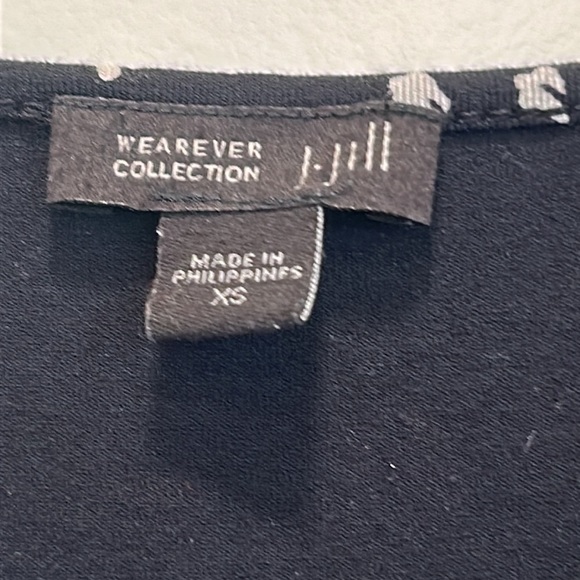 WEAREVER
COLLECTION
J.Jill
MADE IN
PHILIPPINES
XS